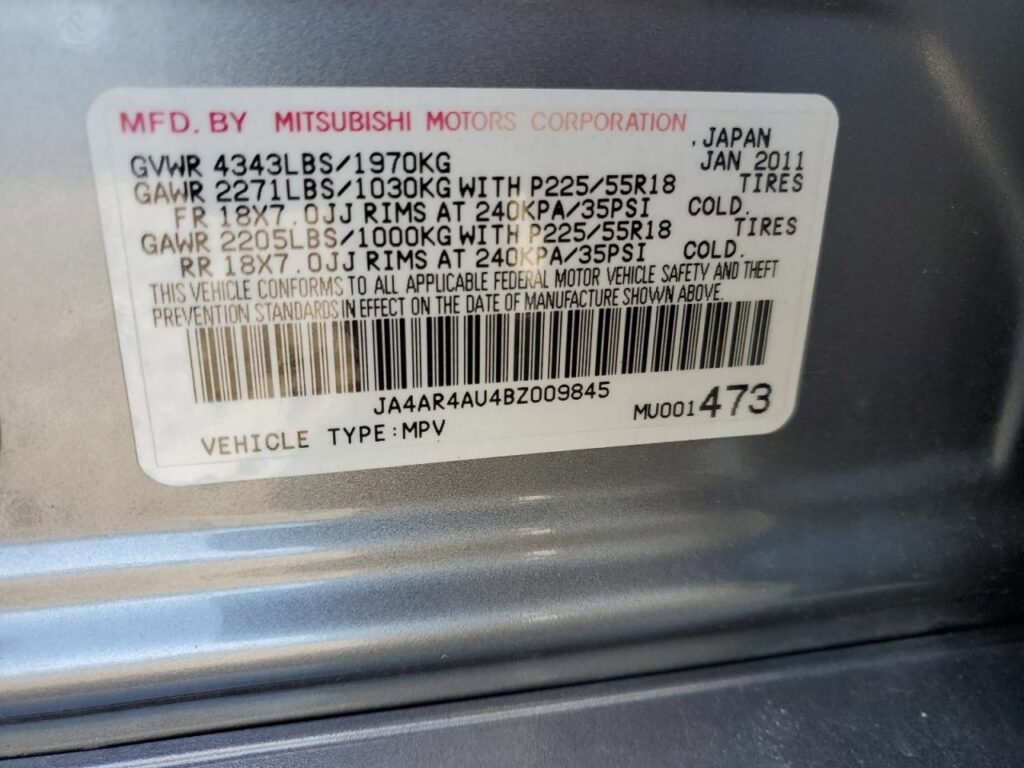 MFD. BY MITSUBISHI MOTORS CORPORATION
. JAPAN
GVWR 4343LBS/1970KG JAN 2011
GAWR 2271LBS/1030KG WITH P225/55R18 TIRES
FR 18X7.0JJ RIMS AT 240KPA/35PSI COLD.
GAWR 2205LBS/1000KG WITH P225/55R18 TIRES
RR 18X7.0JJ RIMS AT 240KPA/35PSI COLD.
THIS VEHICLE CONFORMS TO ALL APPLICABLE FEDERAL MOTOR VEHICLE SAFETY AND THEFT
PREVENTION STANDARDS IN EFFECT ON THE DATE OF MANUFACTURE SHOWN ABOVE.
JA4AR4AU4BZ009845
MU001473
VEHICLE TYPE:MPV